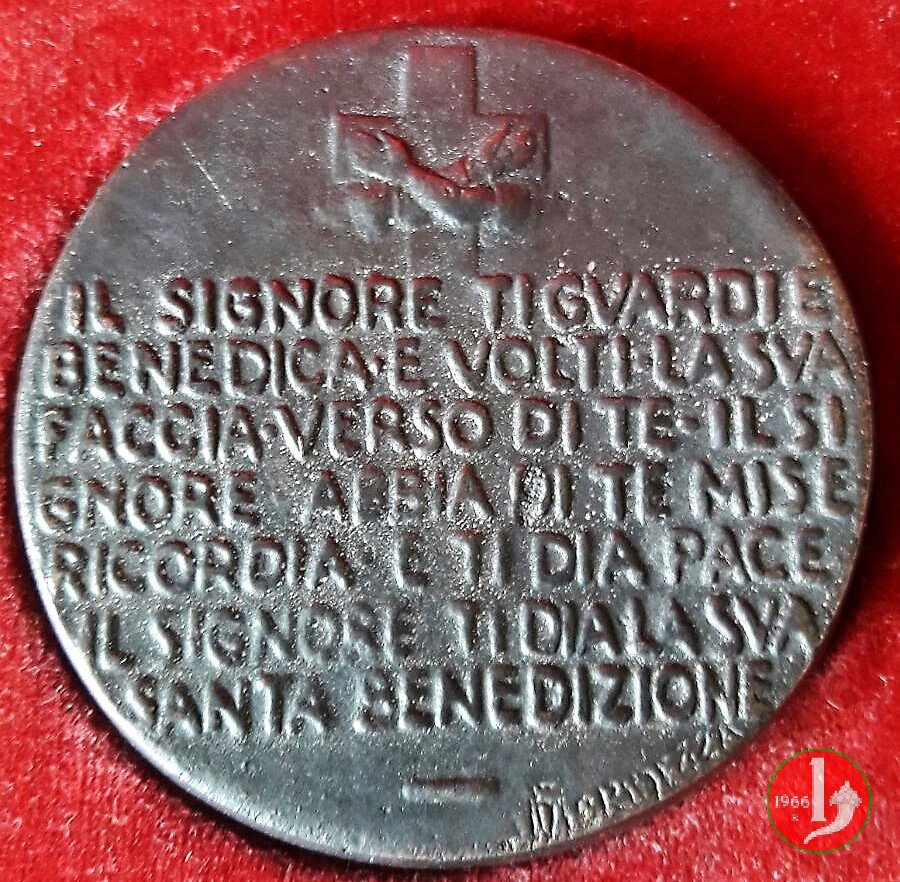 IL SIGNORE TI GVARDI E
BENEDICA·E VOLTI·LA SVA
FACCIA·VERSO DI TE·IL SI
GNORE ABBIA DI TE MISE
RICORDIA E TI DIA PACE
IL SIGNORE TI DIA LA SVA
SANTA BENEDIZIONE
1966